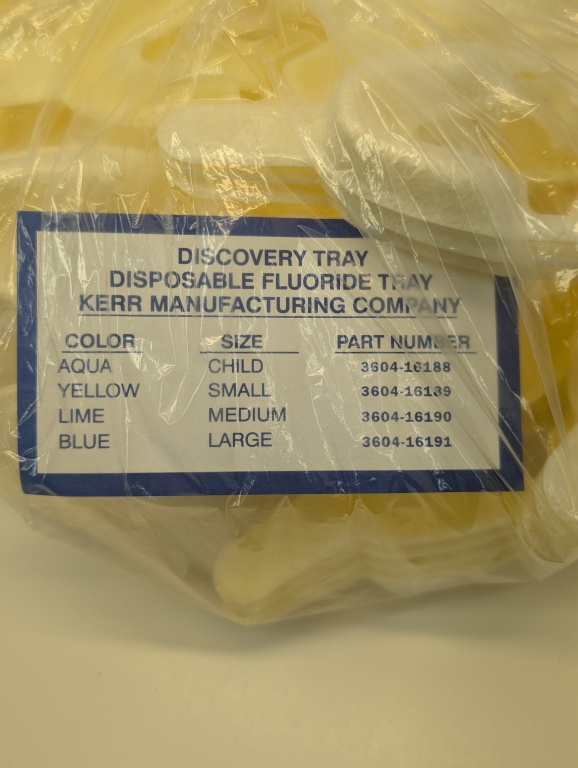 DISCOVERY TRAY
DISPOSABLE FLUORIDE TRAY
KERR MANUFACTURING COMPANY
COLOR SIZE PART NUMBER
AQUA CHILD 3604-16188
YELLOW SMALL 3604-16189
LIME MEDIUM 3604-16190
BLUE LARGE 3604-16191